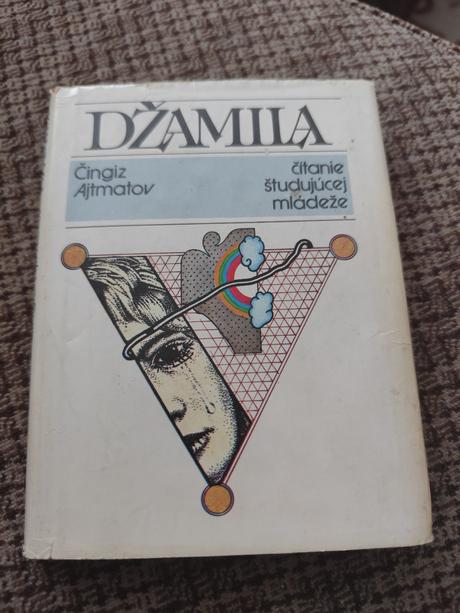 DŽAMILA
Čingiz
Ajtmatov
čítanie
študujúcej
mládeže